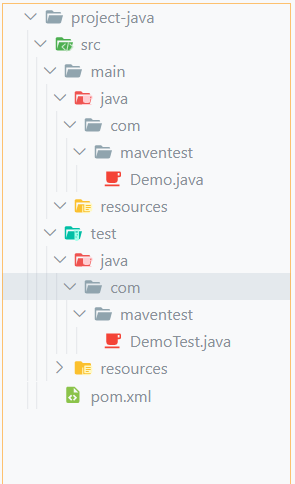 project-java
src
main
java
com
maventest
Demo.java
resources
test
java
com
maventest
DemoTest.java
resources
pom.xml